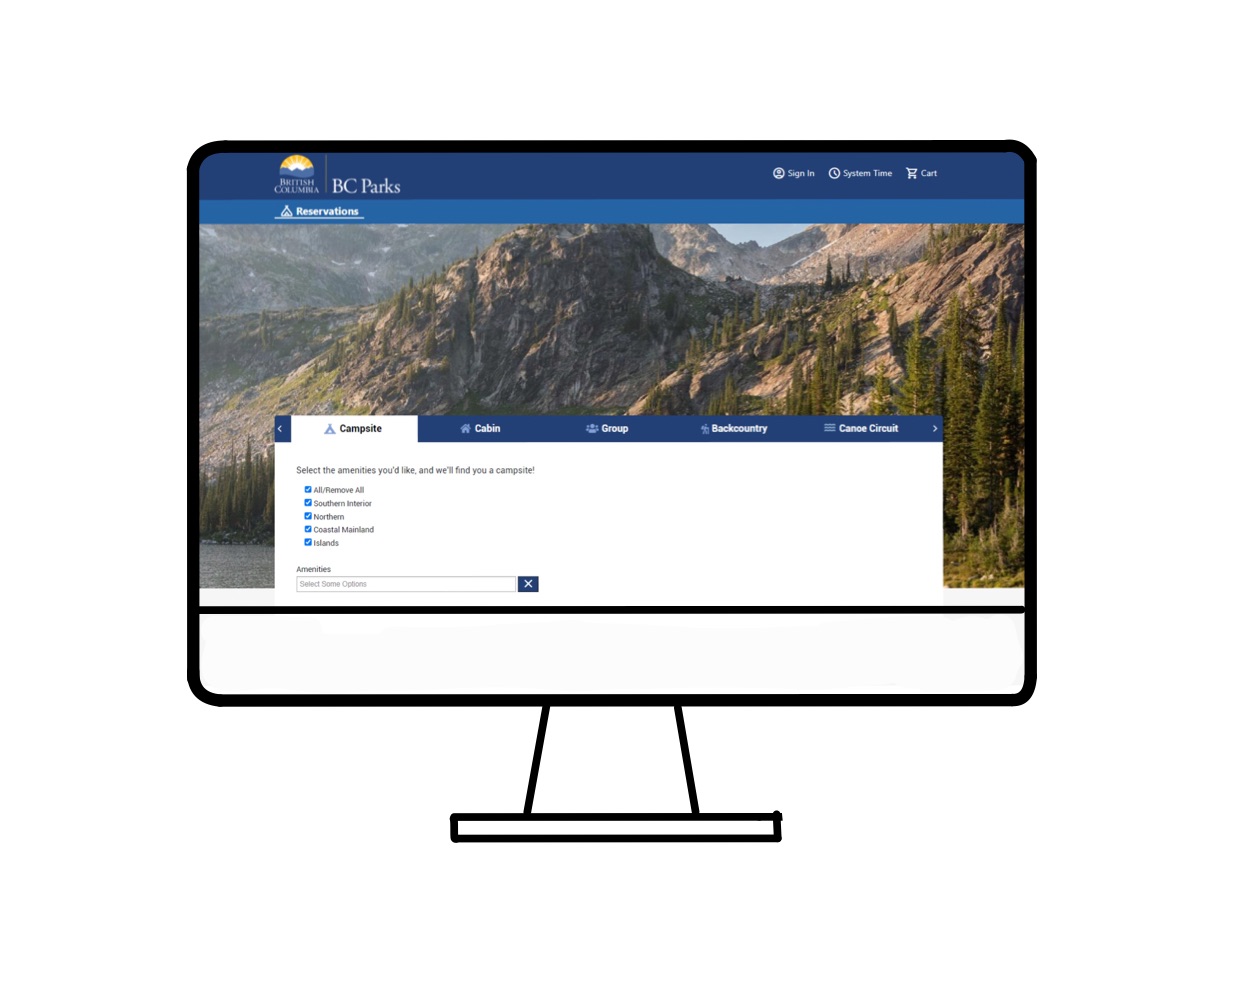 BRITISH
COLUMBIA
BC Parks
Sign In
System Time
Cart
Reservations
Campsite
Cabin
Group
Backcountry
Canoe Circuit
Select the amenities you'd like, and we'll find you a campsite!
All/Remove All
Southern Interior
Northern
Coastal Mainland
Islands
Amenities
Select Some Options